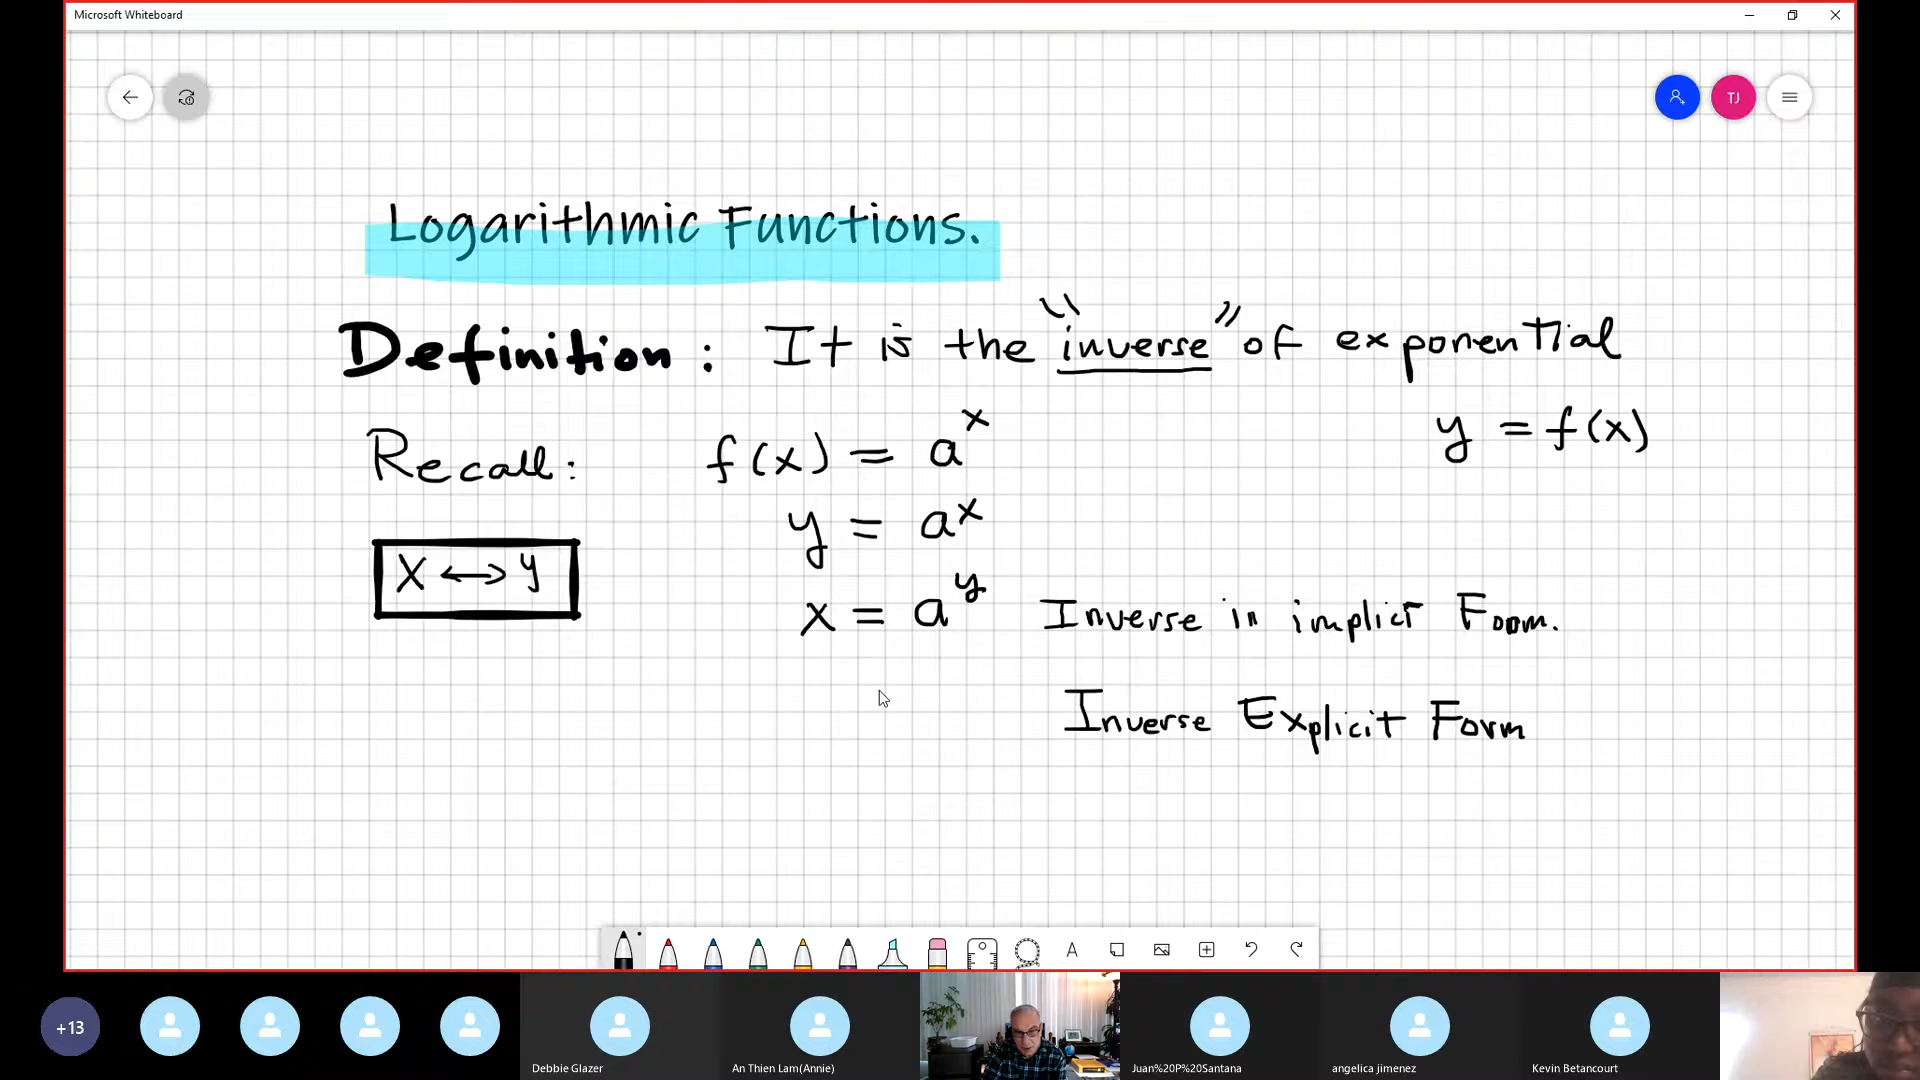 Microsoft Whiteboard
TJ
Logarithmic Functions.
Definition: It is the "inverse" of exponential
Recall: f(x) = a^x y = f(x)
y = a^x
X ↔ y
x = a^y Inverse in implict Form.
Inverse Explicit Form
A
+13
Debbie Glazer
An Thien Lam(Annie)
Juan%20P%20Santana
angelica jimenez
Kevin Betancourt